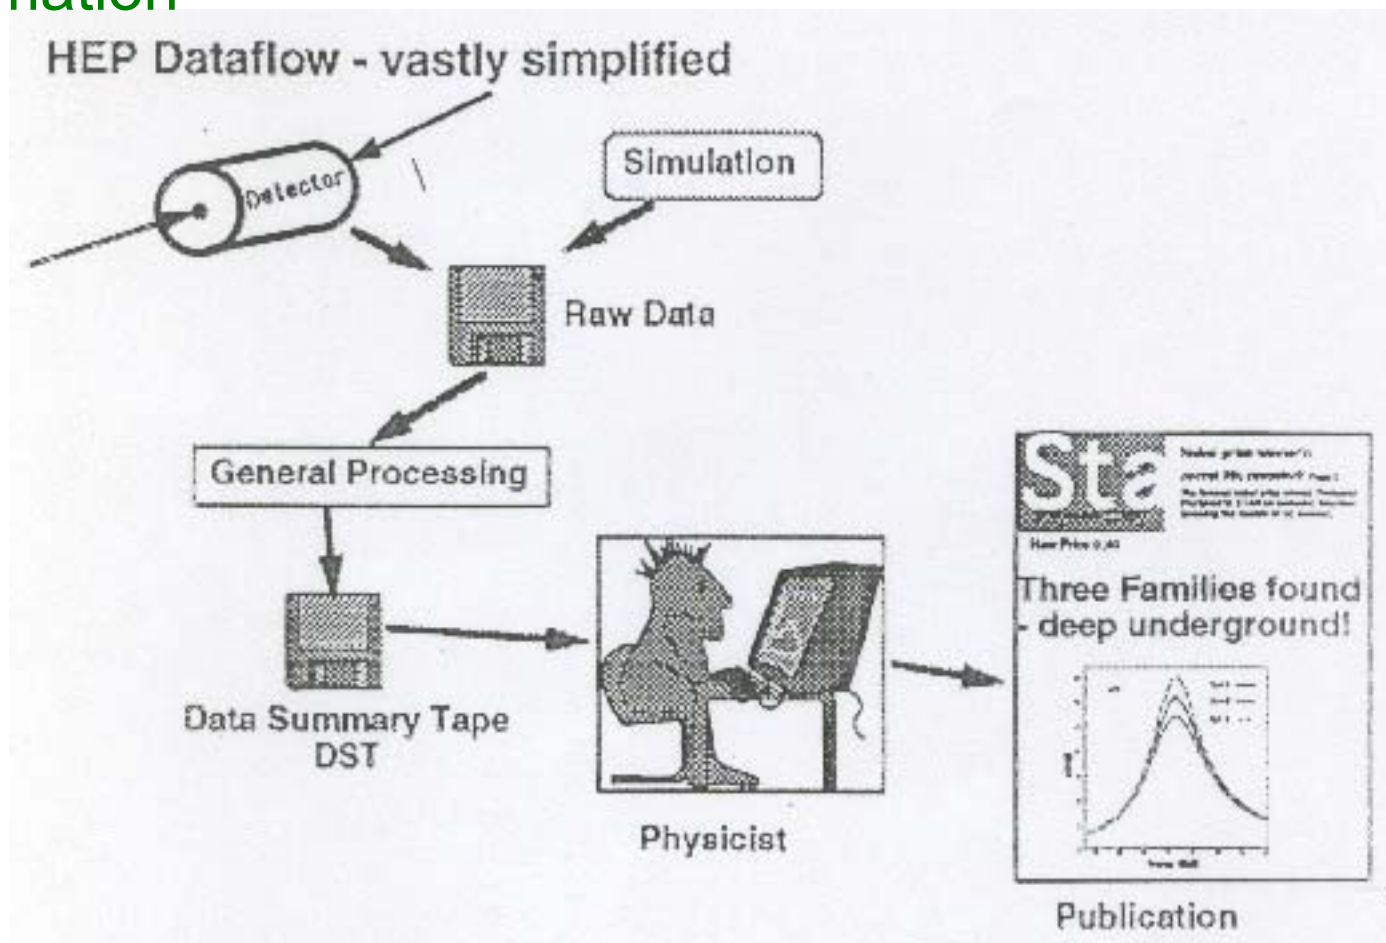 HEP Dataflow - vastly simplified
Detector
Simulation
Raw Data
General Processing
Data Summary Tape
DST
Physicist
Sta
Three Families found
- deep underground!
Publication